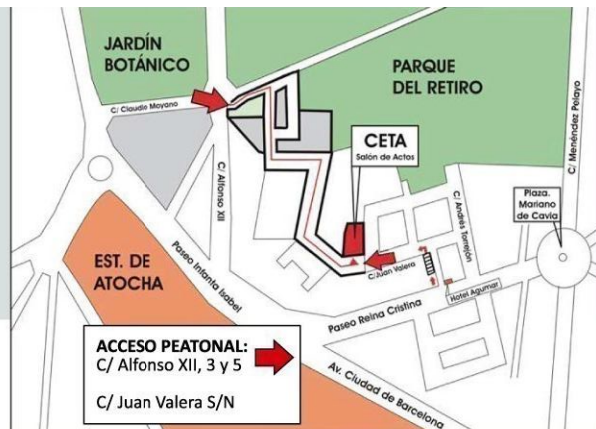 JARDÍN
BOTÁNICO
C/ Claudio Moyano
PARQUE
DEL RETIRO
C/ Menéndez Pelayo
CETA
Salón de Actos
C/ Alfonso XII
C/ Andrés Torrejón
Plaza.
Mariano
de Cavia
C/Juan Valera
Hotel Agumar
EST. DE
ATOCHA
Paseo Infanta Isabel
Paseo Reina Cristina
Av. Ciudad de Barcelona
ACCESO PEATONAL:
C/ Alfonso XII, 3 y 5
C/ Juan Valera S/N